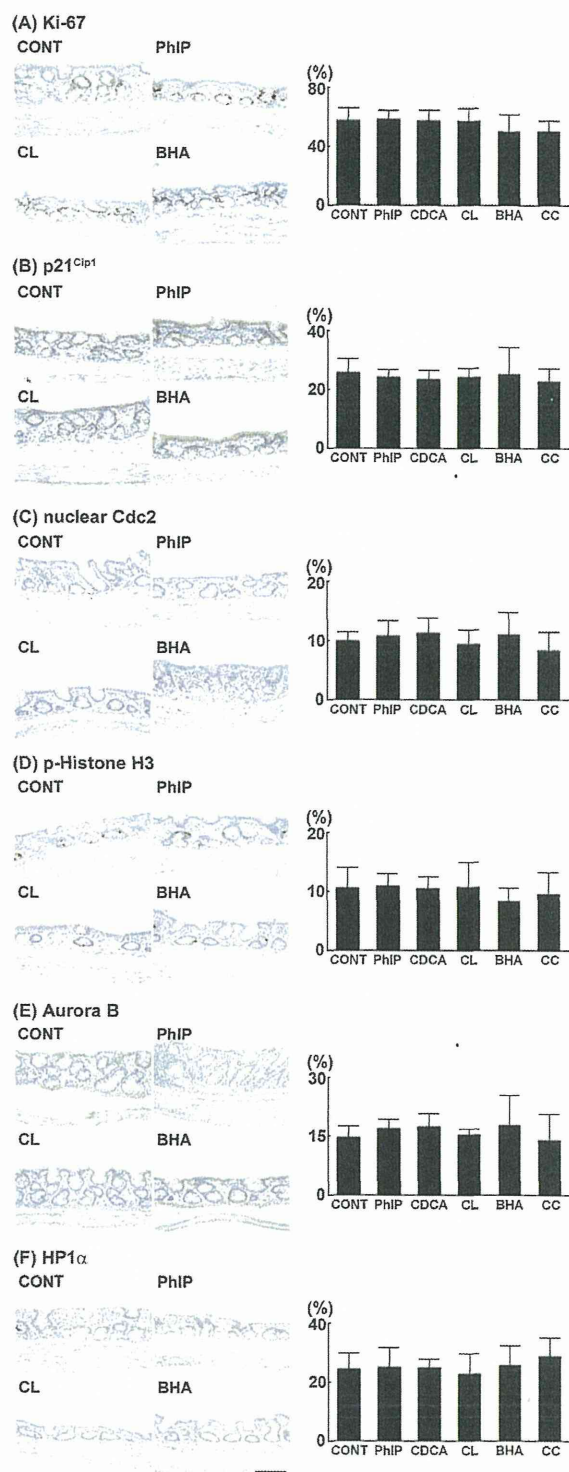 (A) Ki-67
CONT PhIP
CL BHA
(%)
80
40
0
CONT PhIP CDCA CL BHA CC
(B) p21Cip1
CONT PhIP
CL BHA
(%)
40
20
0
CONT PhIP CDCA CL BHA CC
(C) nuclear Cdc2
CONT PhIP
CL BHA
(%)
20
10
0
CONT PhIP CDCA CL BHA CC
(D) p-Histone H3
CONT PhIP
CL BHA
(%)
20
10
0
CONT PhIP CDCA CL BHA CC
(E) Aurora B
CONT PhIP
CL BHA
(%)
30
15
0
CONT PhIP CDCA CL BHA CC
(F) HP1α
CONT PhIP
CL BHA
(%)
40
20
0
CONT PhIP CDCA CL BHA CC